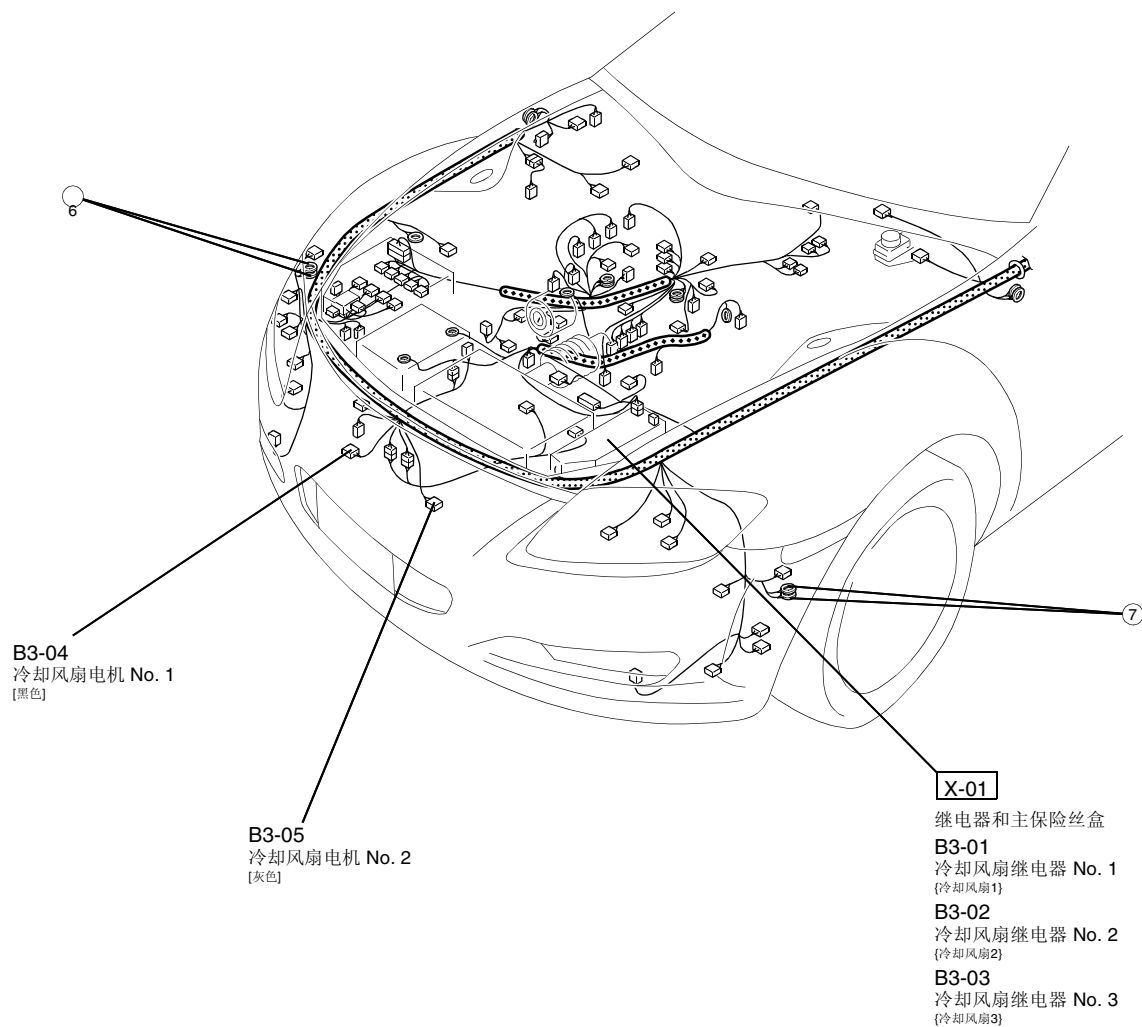 6
7
B3-04
冷却风扇电机 No. 1
[黑色]
B3-05
冷却风扇电机 No. 2
[灰色]
X-01
继电器和主保险丝盒
B3-01
冷却风扇继电器 No. 1
{冷却风扇1}
B3-02
冷却风扇继电器 No. 2
{冷却风扇2}
B3-03
冷却风扇继电器 No. 3
{冷却风扇3}